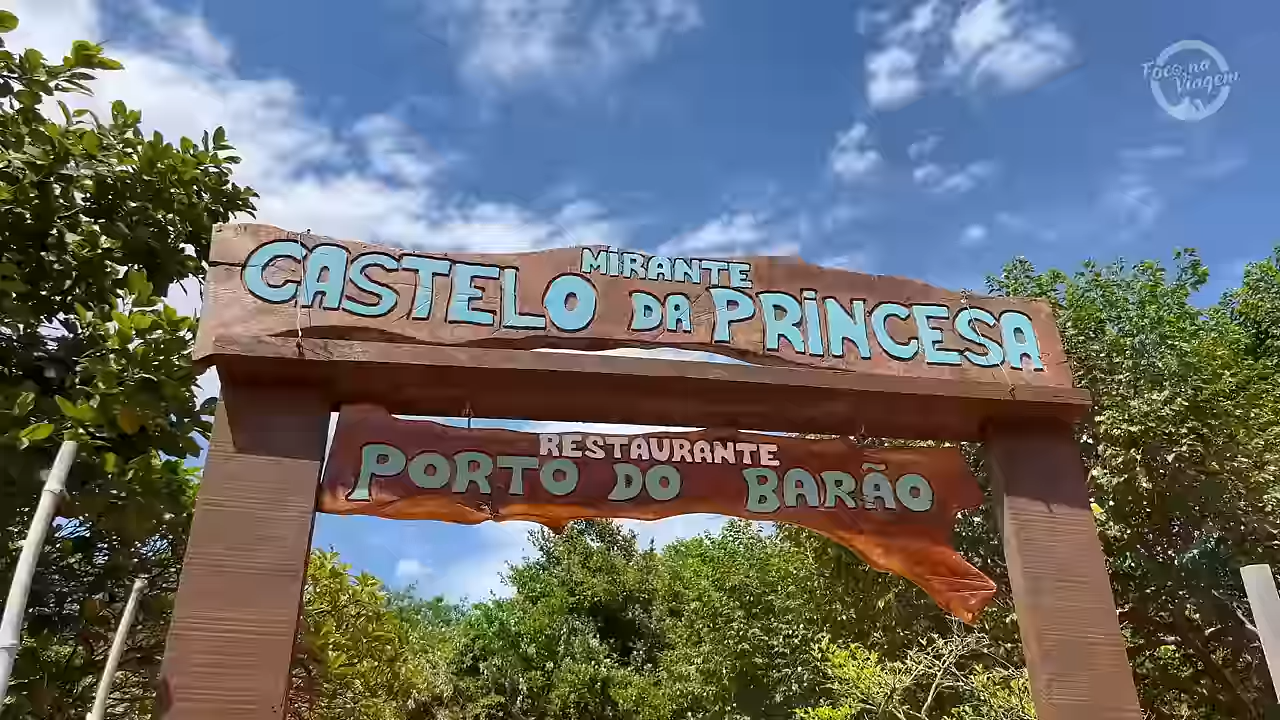 Foco na
Viagem
MIRANTE
CASTELO DA PRINCESA
RESTAURANTE
PORTO DO BARÃO